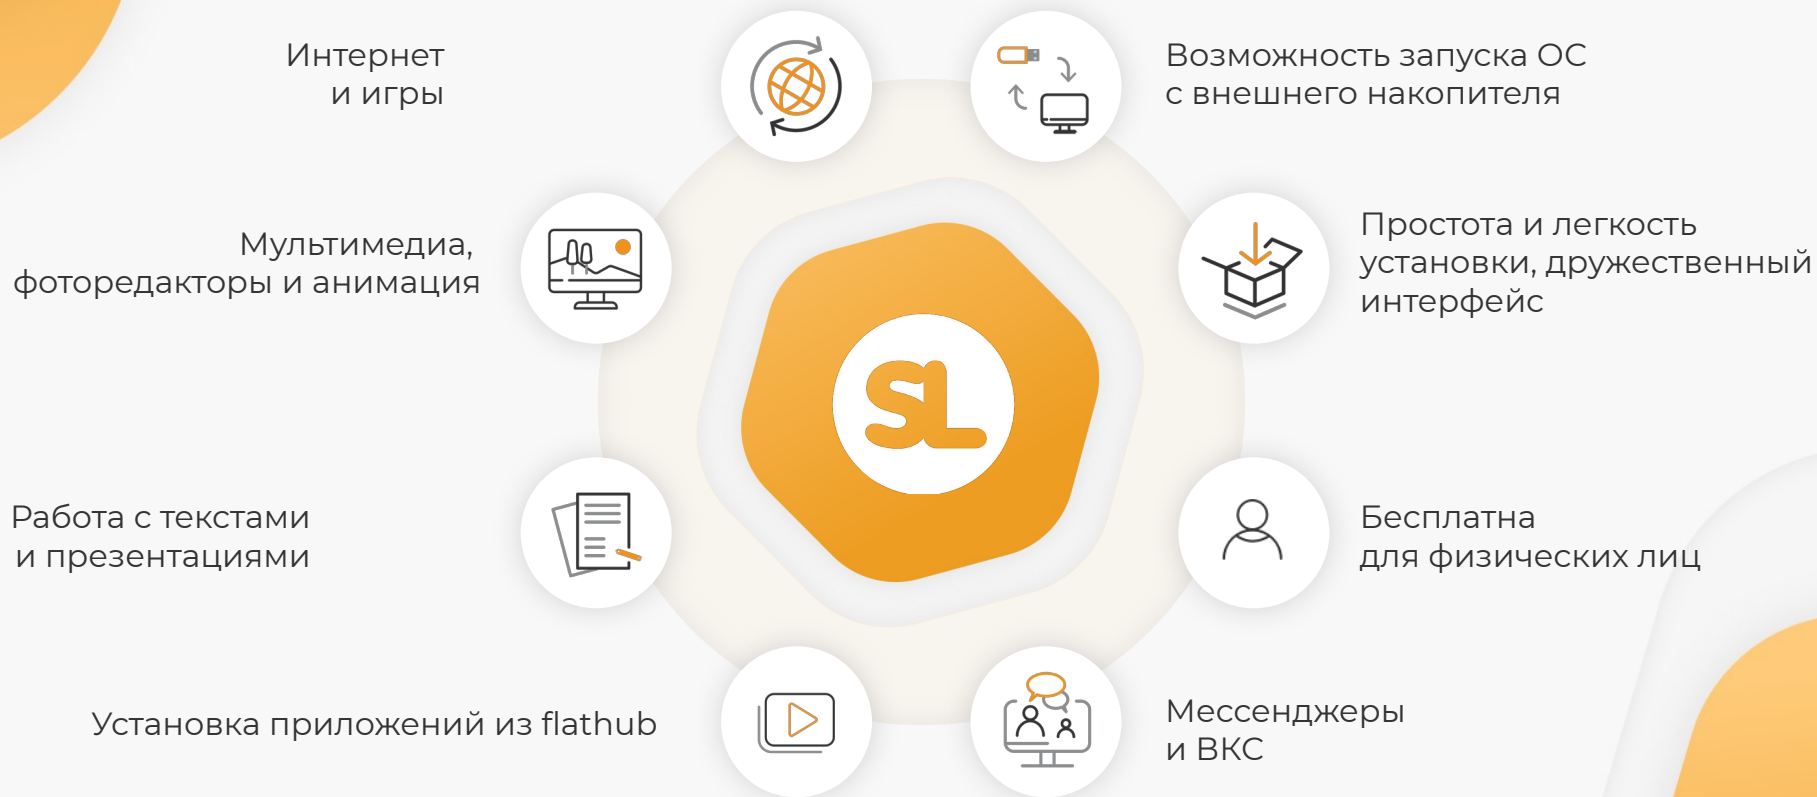 Интернет
и игры
Возможность запуска ОС
с внешнего накопителя
Мультимедиа,
фоторедакторы и анимация
Простота и легкость
установки, дружественный
интерфейс
SL
Работа с текстами
и презентациями
Бесплатна
для физических лиц
Установка приложений из flathub
Мессенджеры
и ВКС